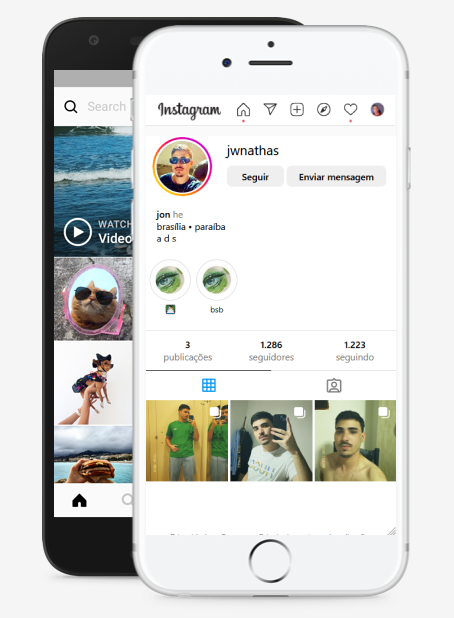 Search
WATCH
Video
Instagram
jwnathas
Seguir
Enviar mensagem
jon he
brasília • paraíba
a d s
bsb
3
publicações
1.286
seguidores
1.223
seguindo